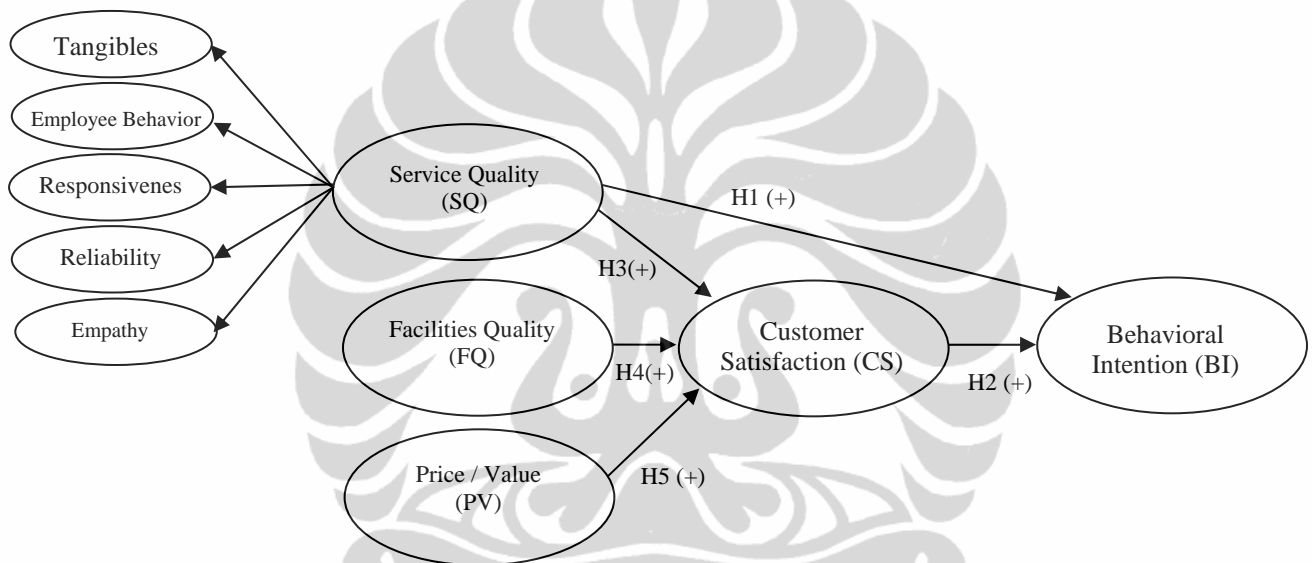 Tangibles
Employee Behavior
Responsivenes
Reliability
Empathy
Service Quality
(SQ)
H1 (+)
H3(+)
Facilities Quality
(FQ)
H4(+)
Customer
Satisfaction (CS)
H2 (+)
Behavioral
Intention (BI)
Price / Value
(PV)
H5 (+)